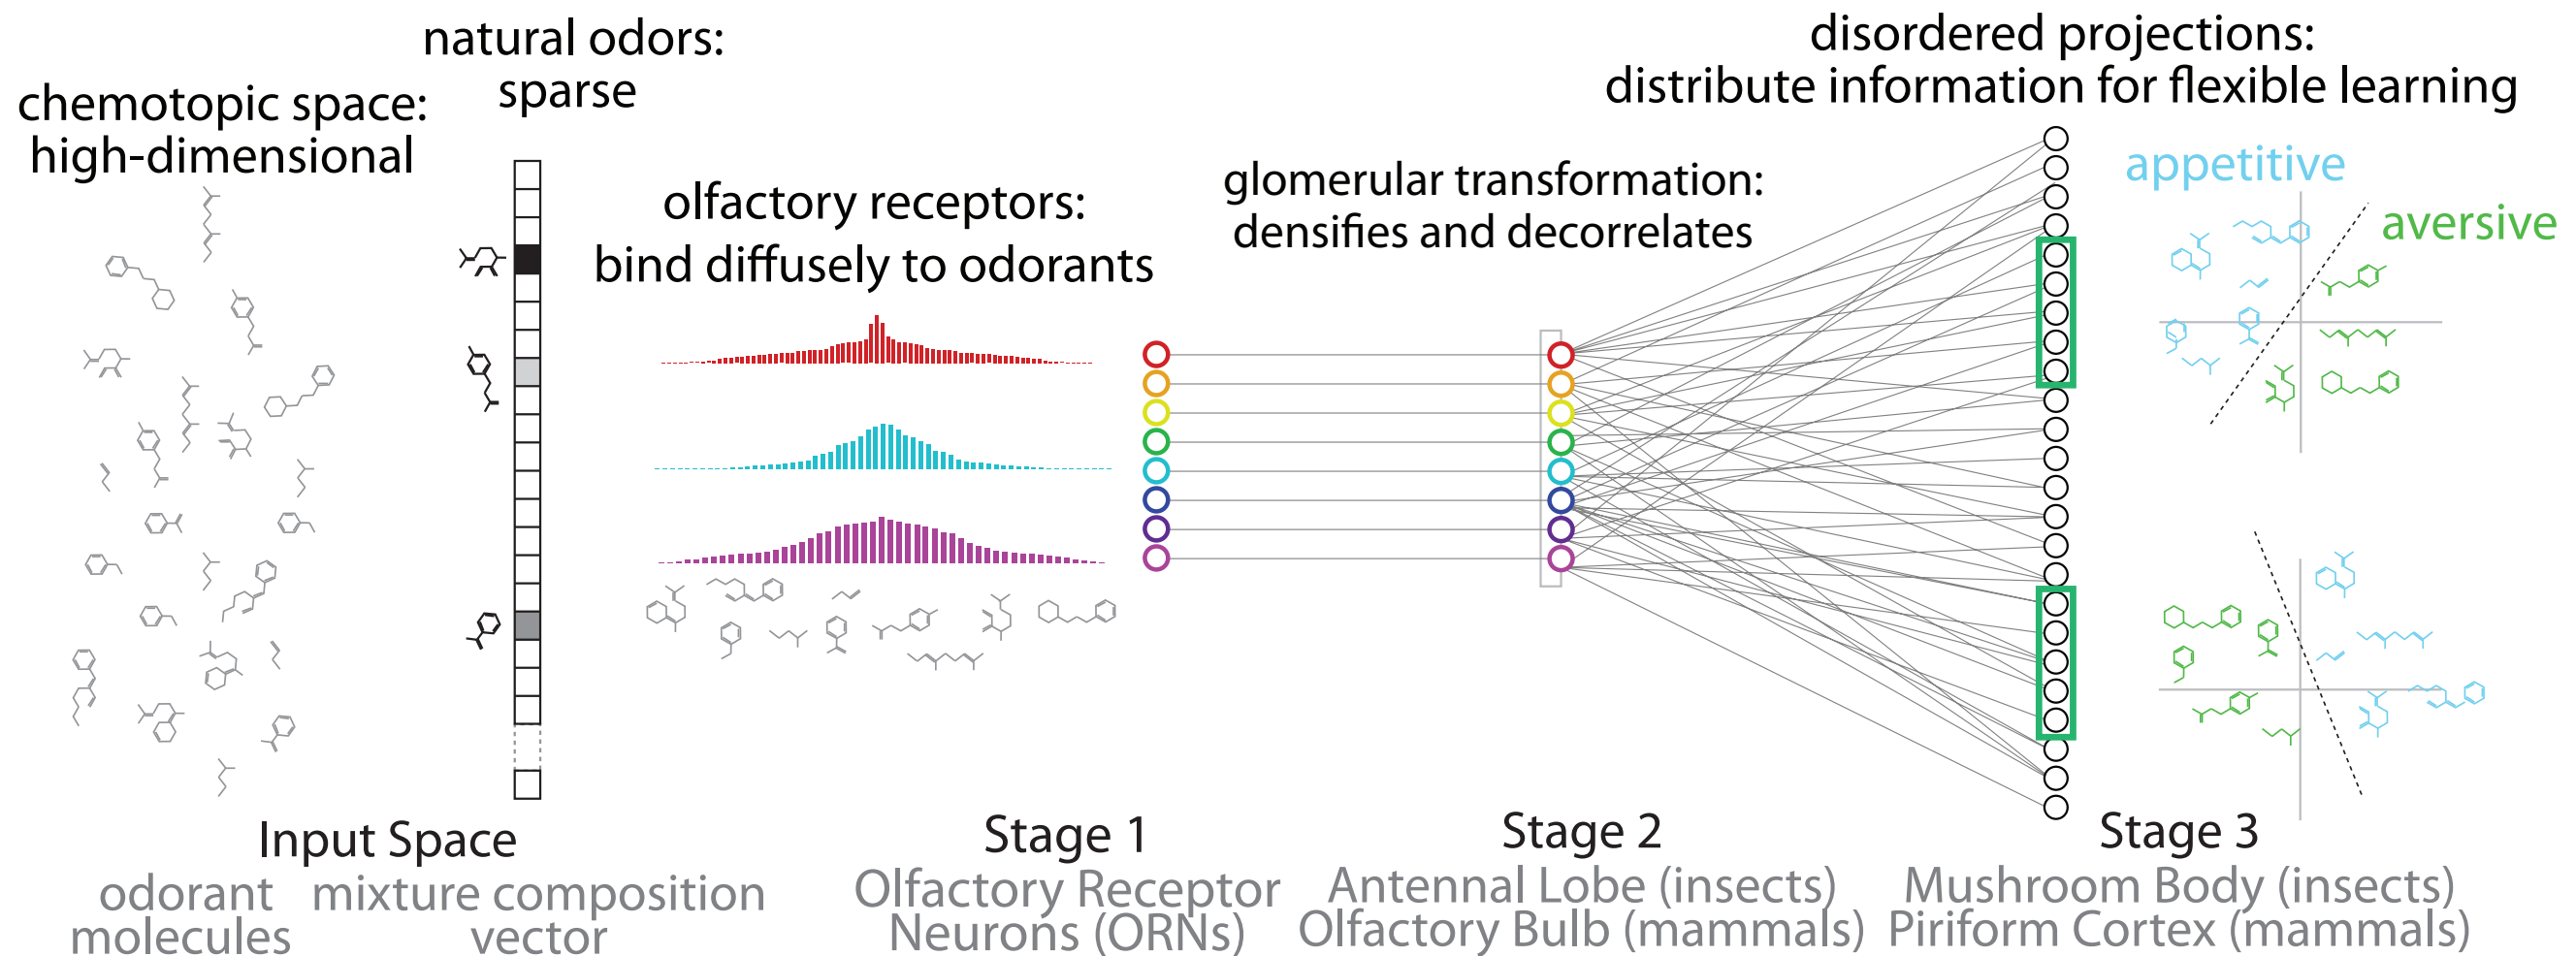 chemotopic space:
high-dimensional
natural odors:
sparse
olfactory receptors:
bind diffusely to odorants
glomerular transformation:
densifies and decorrelates
disordered projections:
distribute information for flexible learning
appetitive
aversive
Input Space
odorant
molecules
mixture composition
vector
Stage 1
Olfactory Receptor
Neurons (ORNs)
Stage 2
Antennal Lobe (insects)
Olfactory Bulb (mammals)
Stage 3
Mushroom Body (insects)
Piriform Cortex (mammals)